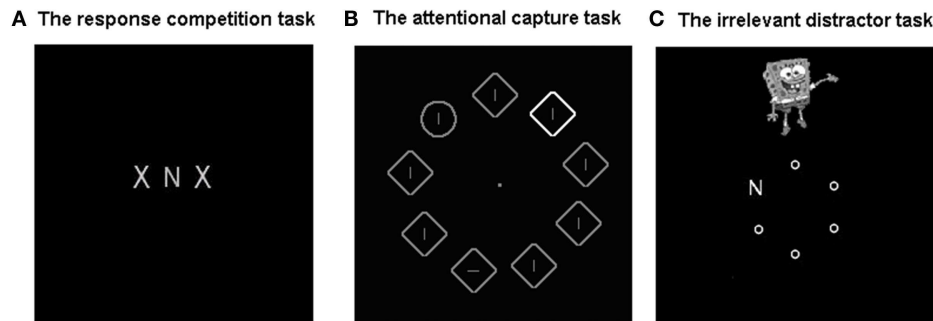 A The response competition task
B The attentional capture task
C The irrelevant distractor task
X N X
N